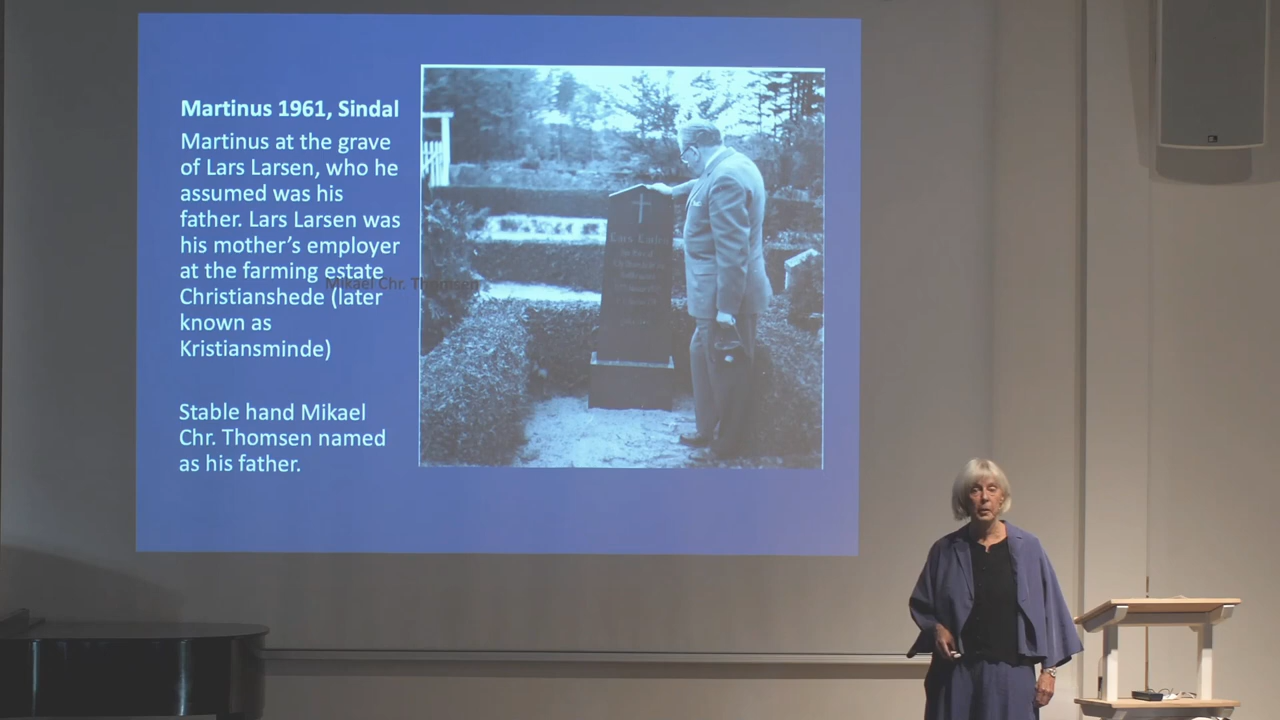 Martinus 1961, Sindal
Martinus at the grave
of Lars Larsen, who he
assumed was his
father. Lars Larsen was
his mother’s employer
at the farming estate
Christianshede (later
known as
Kristiansminde)
Mikael Chr. Thomsen
Stable hand Mikael
Chr. Thomsen named
as his father.
Lars Larsen